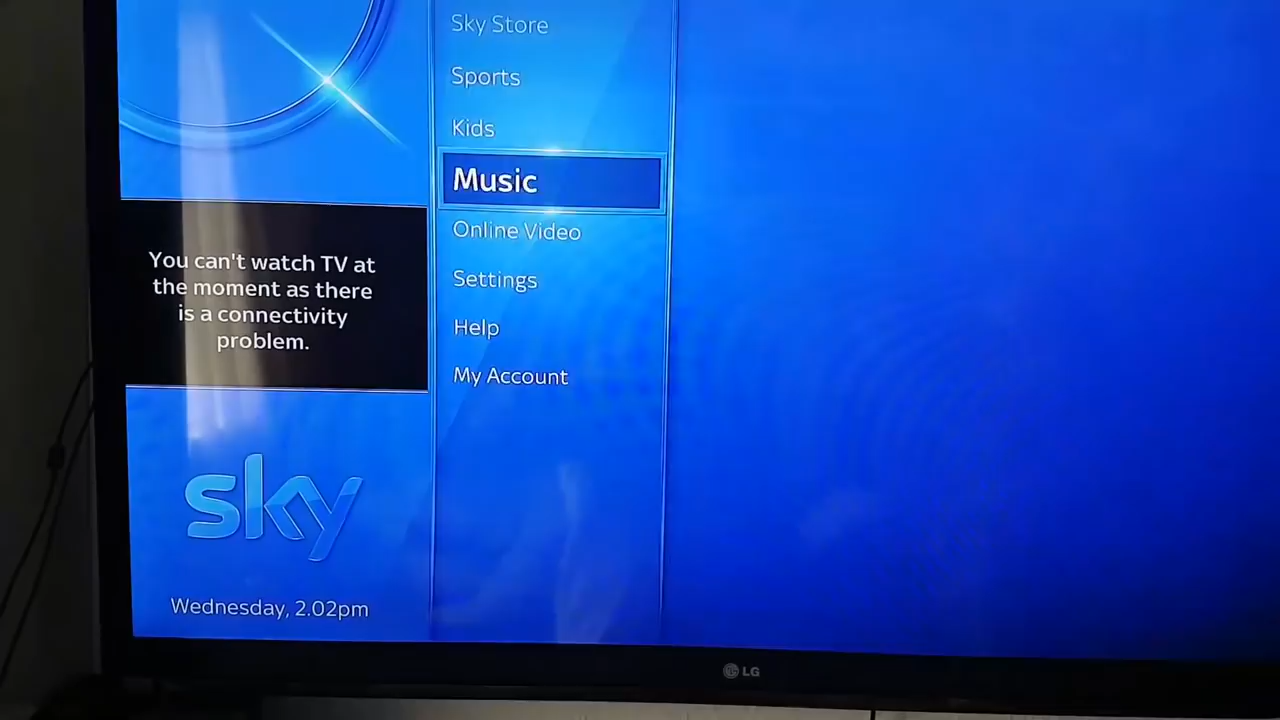 Sky Store
Sports
Kids
Music
Online Video
Settings
Help
My Account
You can't watch TV at
the moment as there
is a connectivity
problem.
sky
Wednesday, 2.02pm
LG